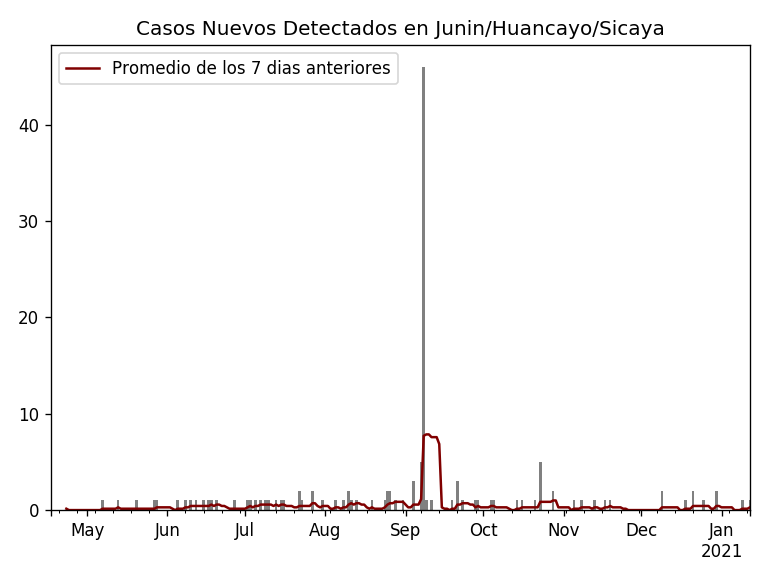 Casos Nuevos Detectados en Junin/Huancayo/Sicaya
Promedio de los 7 dias anteriores
40
30
20
10
0
May Jun Jul Aug Sep Oct Nov Dec Jan
2021